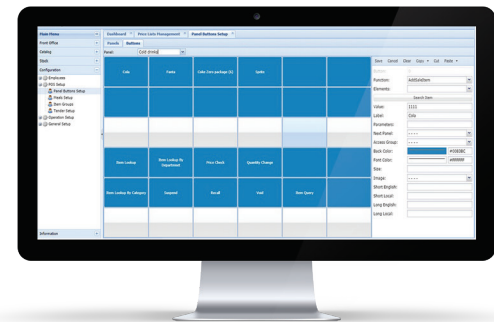 Main Menu
Front Office
Catalog
Stock
Configuration
Employees
POS Setup
Panel Buttons Setup
Meals Setup
Item Groups
Tender Setup
Operation Setup
General Setup
Information
Dashboard
Price Lists Management
Panel Buttons Setup
Panels Buttons
Panel: Cold drinks
Cola
Fanta
Coke Zero package (6)
Sprite
Item Lookup
Item Lookup By Department
Price Check
Quantity Change
Item Lookup By Category
Suspend
Recall
Void
Item Query
Save Cancel Clear Copy Cut Paste
Function: AddSaleItem
Elements:
Search Item
Value: 1111
Label: Cola
Parameters:
Next Panel: ----
Access Group: ----
Back Color:
Font Color: #FFFFFF
Size:
Image: ----
Short English:
Short Local:
Long English:
Long Local: